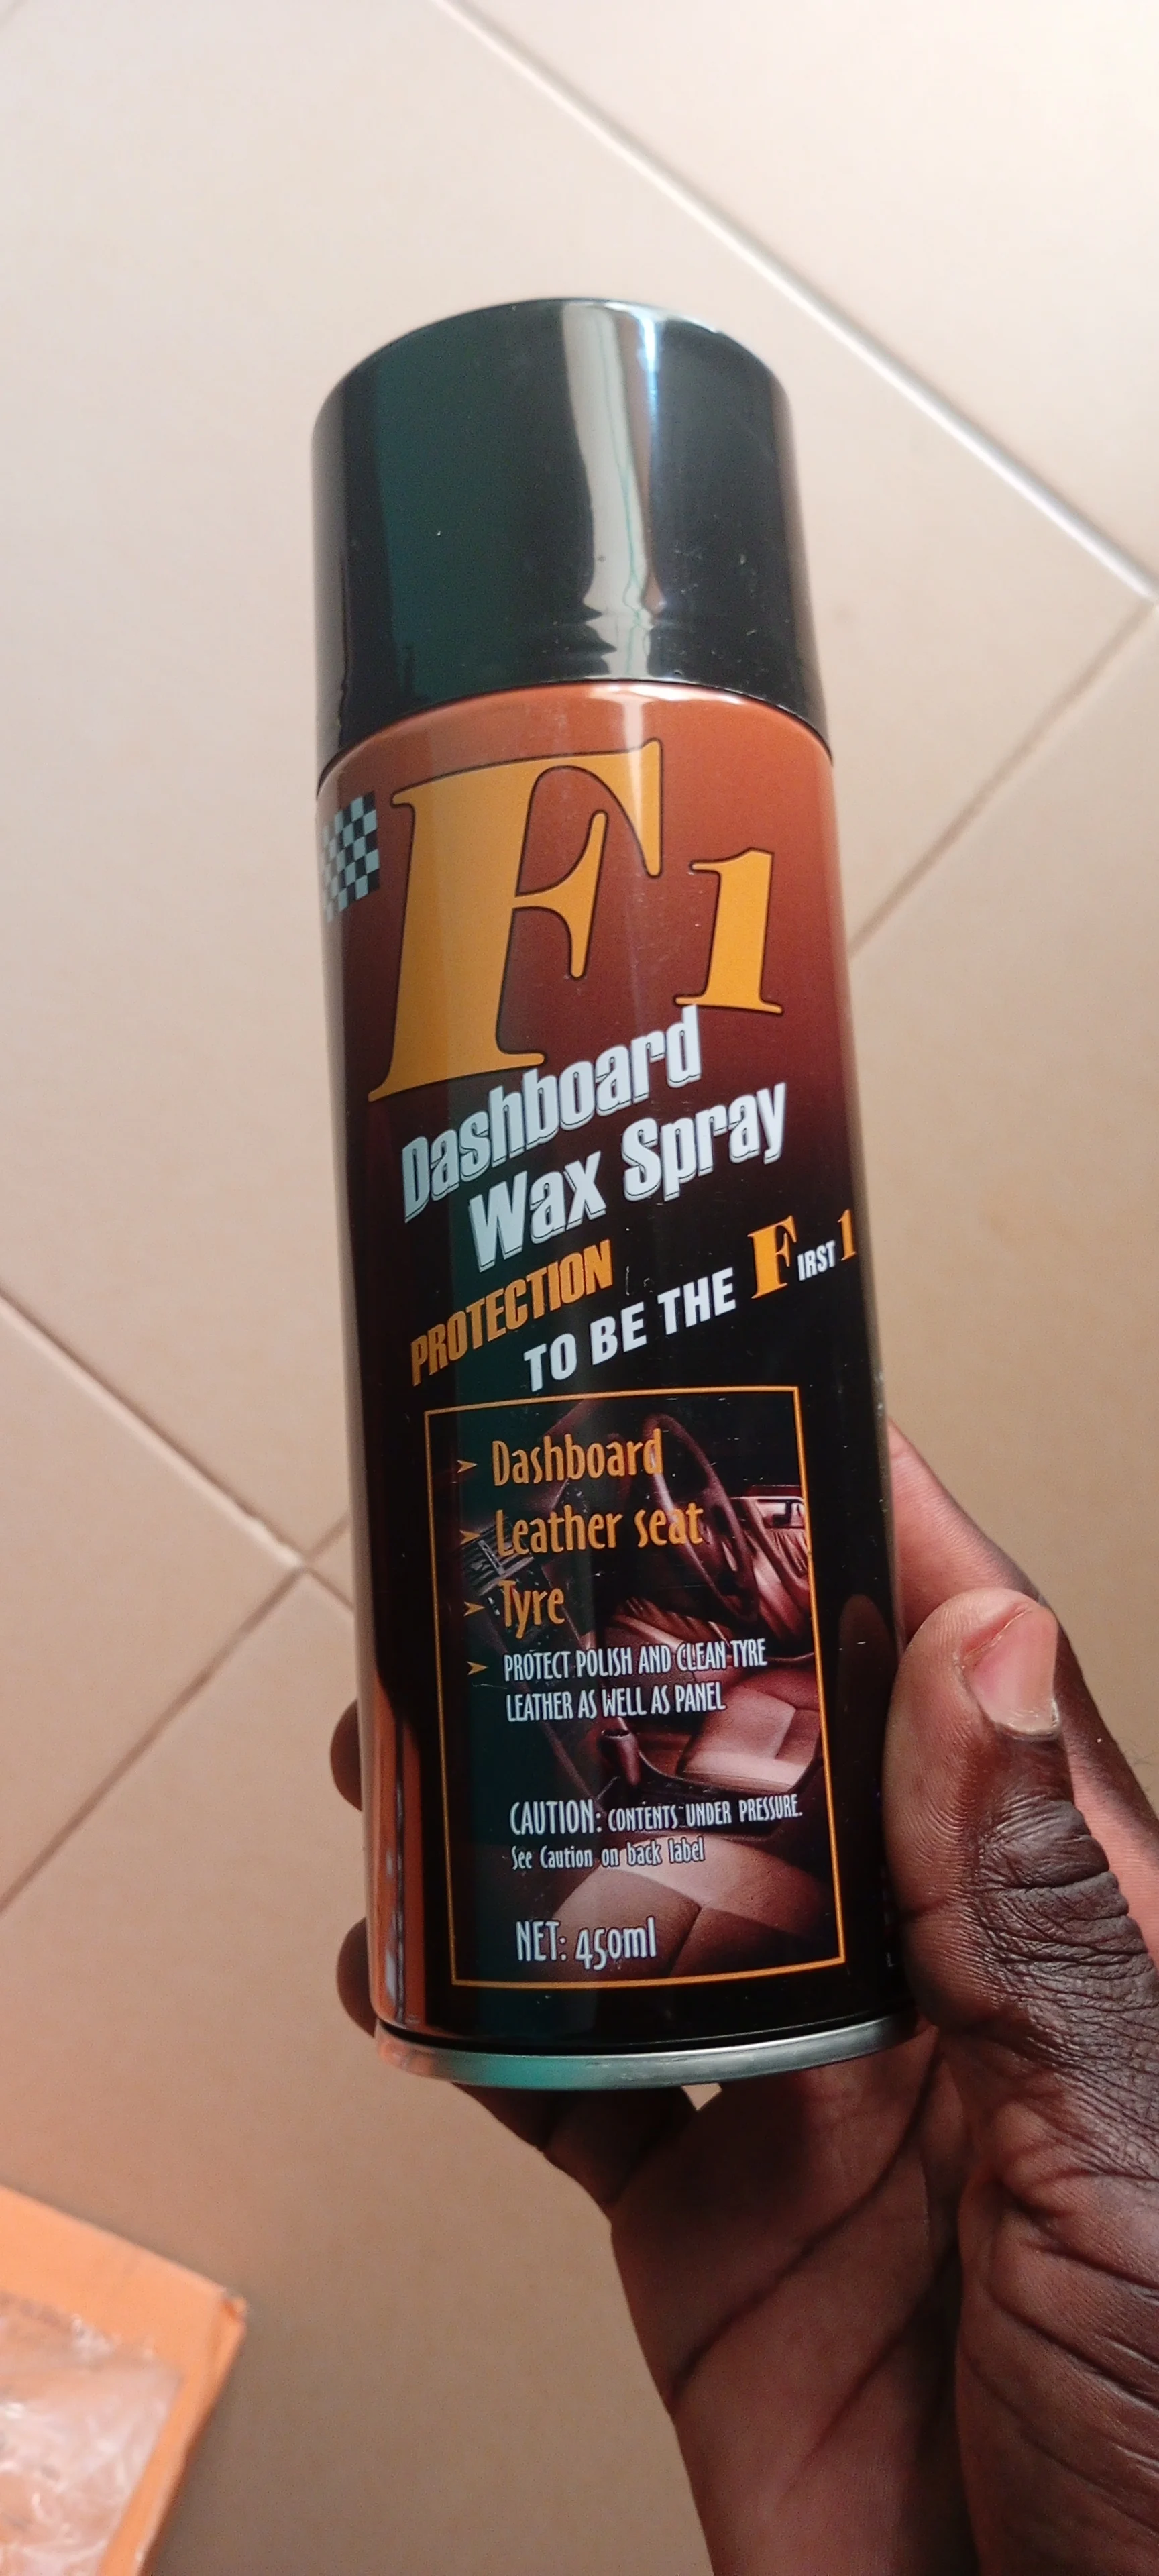 F1
Dashboard
Wax Spray
PROTECTION
TO BE THE FIRST 1
Dashboard
Leather seat
Tyre
PROTECT POLISH AND CLEAN TYRE
LEATHER AS WELL AS PANEL
CAUTION: CONTENTS UNDER PRESSURE.
See Caution on back label
NET: 450ml